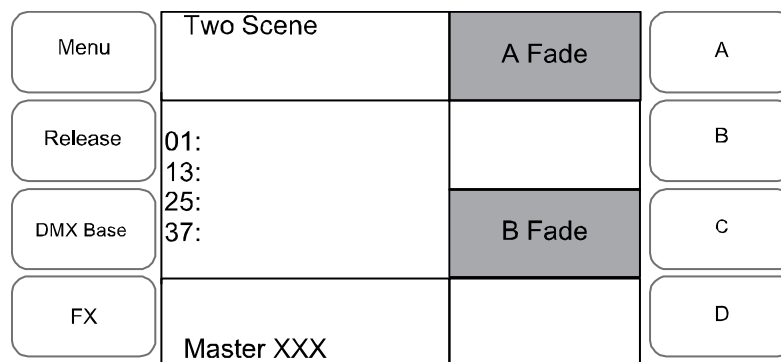 Menu
Two Scene
A Fade
A
Release
01:
13:
25:
37:
B
DMX Base
B Fade
C
FX
Master XXX
D